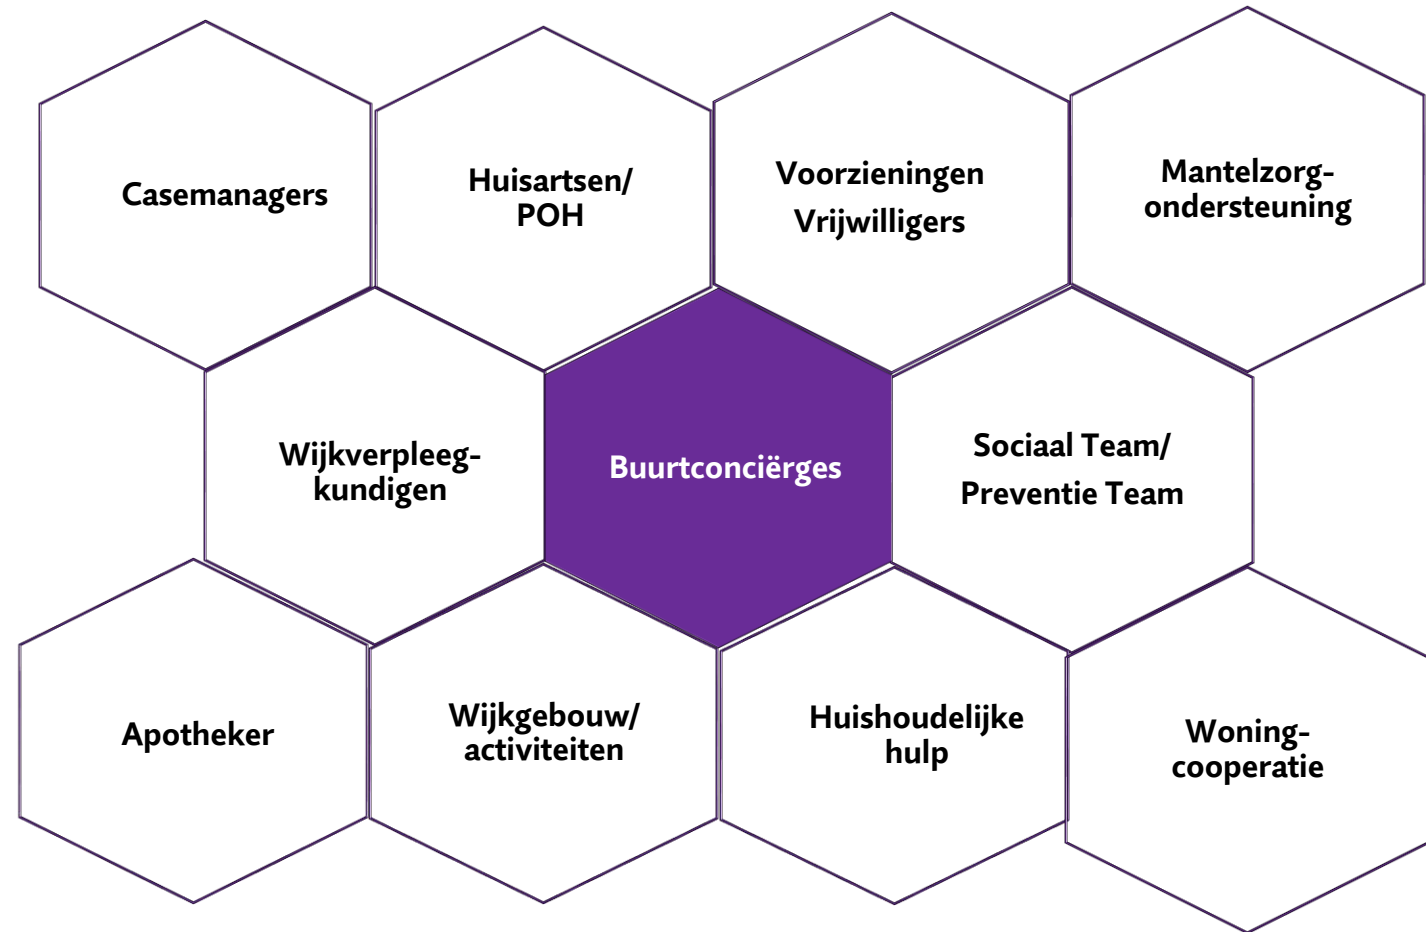 Casemanagers
Huisartsen/
POH
Voorzieningen
Vrijwilligers
Mantelzorg-
ondersteuning
Wijkverpleeg-
kundigen
Buurtconciërges
Sociaal Team/
Preventie Team
Apotheker
Wijkgebouw/
activiteiten
Huishoudelijke
hulp
Woning-
cooperatie